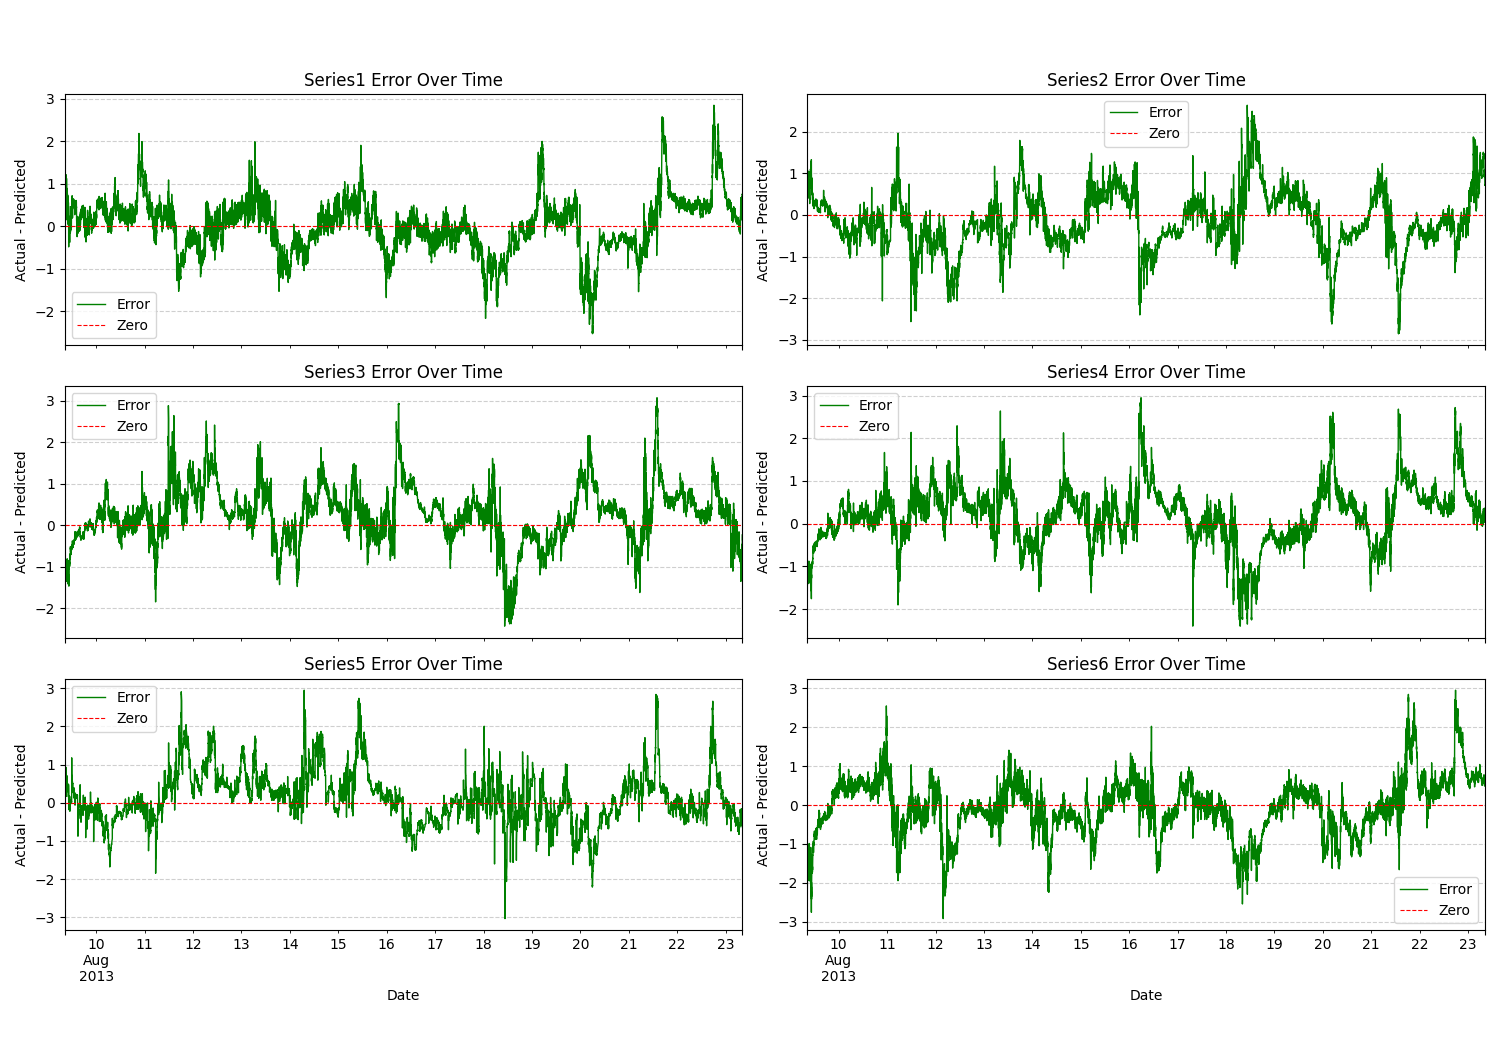 Series1 Error Over Time
Actual - Predicted
3
2
1
0
−1
−2
Error
Zero
Series2 Error Over Time
Actual - Predicted
2
1
0
−1
−2
−3
Error
Zero
Series3 Error Over Time
Actual - Predicted
3
2
1
0
−1
−2
Error
Zero
Series4 Error Over Time
Actual - Predicted
3
2
1
0
−1
−2
Error
Zero
Series5 Error Over Time
Actual - Predicted
3
2
1
0
−1
−2
−3
Error
Zero
10 11 12 13 14 15 16 17 18 19 20 21 22 23
Aug
2013
Date
Series6 Error Over Time
Actual - Predicted
3
2
1
0
−1
−2
−3
Error
Zero
10 11 12 13 14 15 16 17 18 19 20 21 22 23
Aug
2013
Date